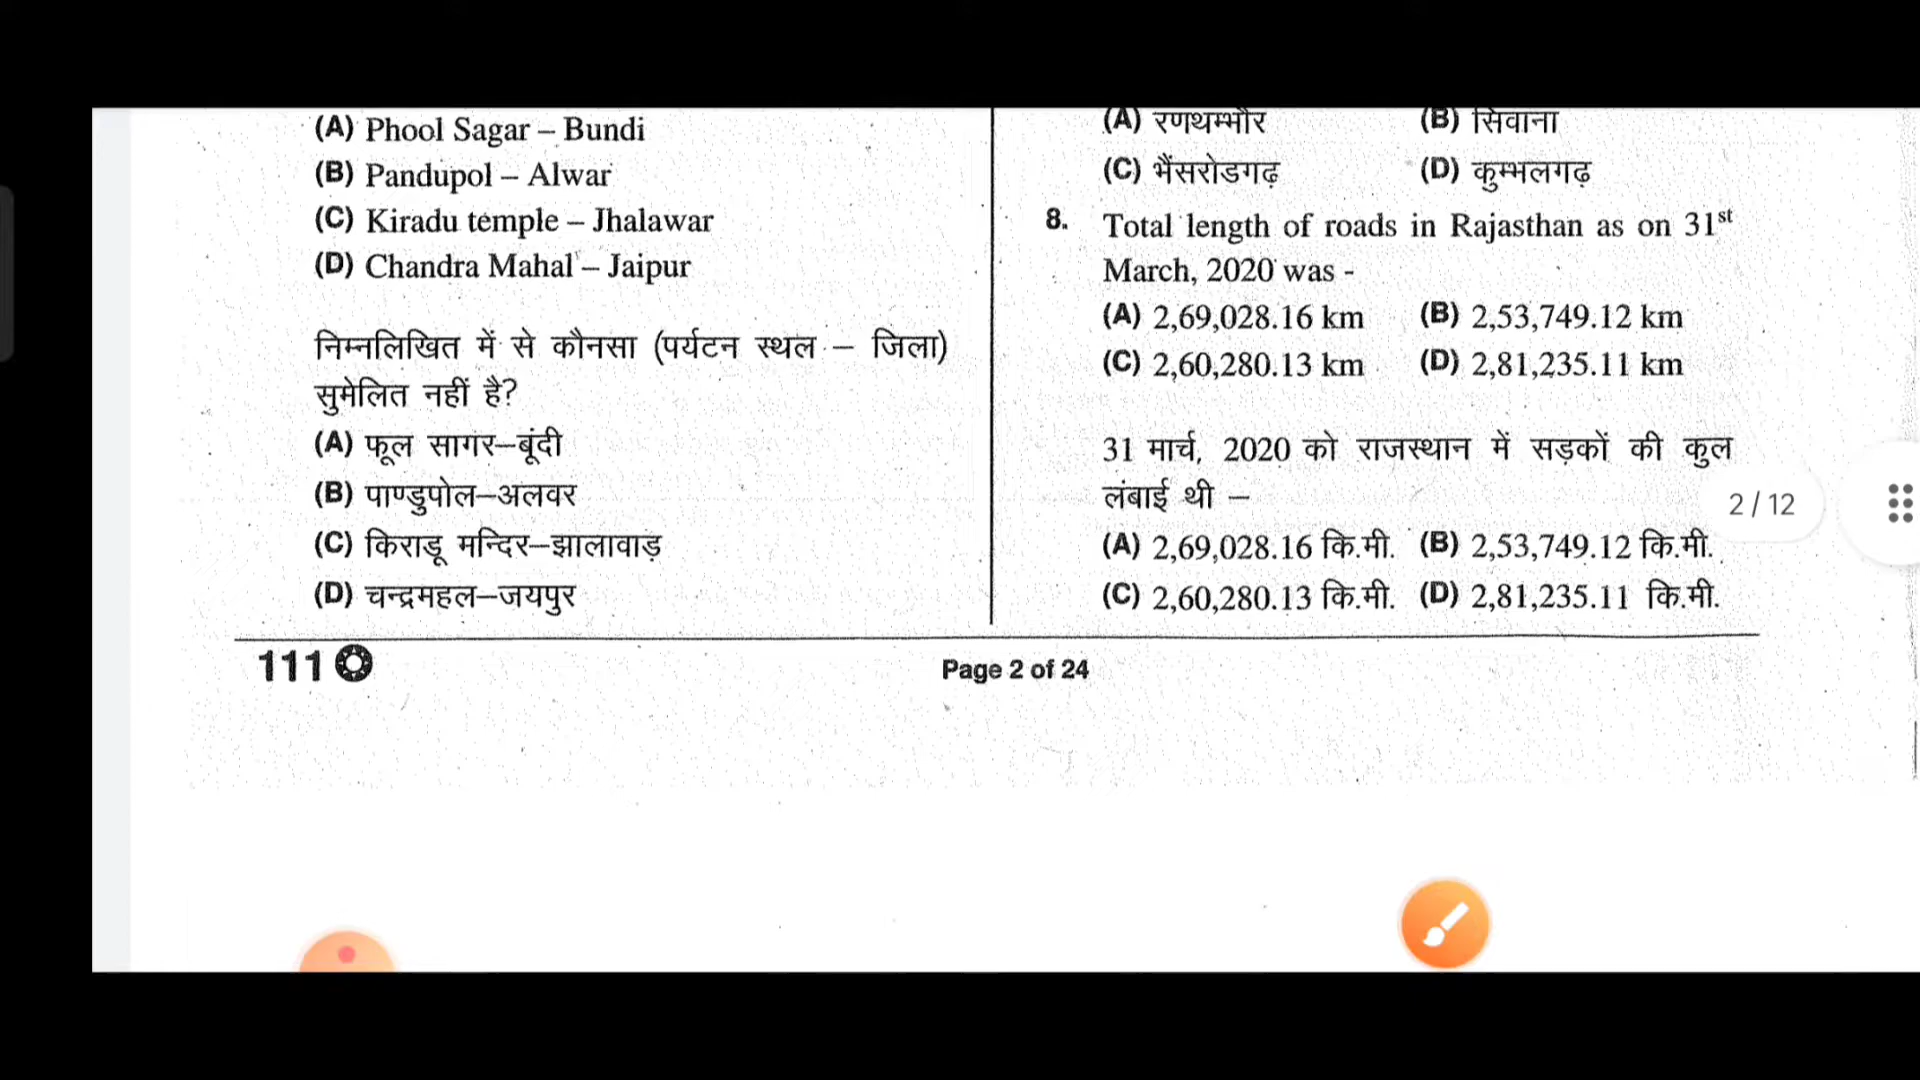 (A) Phool Sagar – Bundi
(B) Pandupol – Alwar
(C) Kiradu temple – Jhalawar
(D) Chandra Mahal – Jaipur
निम्नलिखित में से कौनसा (पर्यटन स्थल – जिला)
सुमेलित नहीं है?
(A) फूल सागर–बूंदी
(B) पाण्डुपोल–अलवर
(C) किराडू मन्दिर–झालावाड़
(D) चन्द्रमहल–जयपुर
(A) रणथम्भौर (B) सिवाना
(C) भैंसरोडगढ़ (D) कुम्भलगढ़
8. Total length of roads in Rajasthan as on 31st
March, 2020 was -
(A) 2,69,028.16 km (B) 2,53,749.12 km
(C) 2,60,280.13 km (D) 2,81,235.11 km
31 मार्च, 2020 को राजस्थान में सड़कों की कुल
लंबाई थी –
(A) 2,69,028.16 कि.मी. (B) 2,53,749.12 कि.मी.
(C) 2,60,280.13 कि.मी. (D) 2,81,235.11 कि.मी.
2 / 12
111
Page 2 of 24